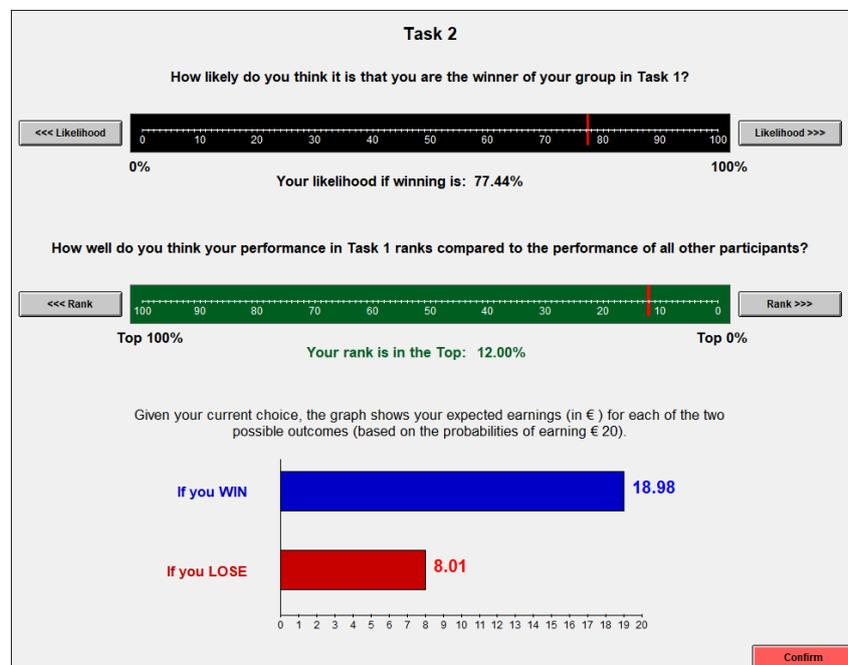 Task 2
How likely do you think it is that you are the winner of your group in Task 1?
<<< Likelihood
0 10 20 30 40 50 60 70 80 90 100
Likelihood >>>
0%
100%
Your likelihood if winning is: 77.44%
How well do you think your performance in Task 1 ranks compared to the performance of all other participants?
<<< Rank
100 90 80 70 60 50 40 30 20 10 0
Rank >>>
Top 100%
Top 0%
Your rank is in the Top: 12.00%
Given your current choice, the graph shows your expected earnings (in € ) for each of the two
possible outcomes (based on the probabilities of earning € 20).
If you WIN
18.98
If you LOSE
8.01
0 1 2 3 4 5 6 7 8 9 10 11 12 13 14 15 16 17 18 19 20
Confirm